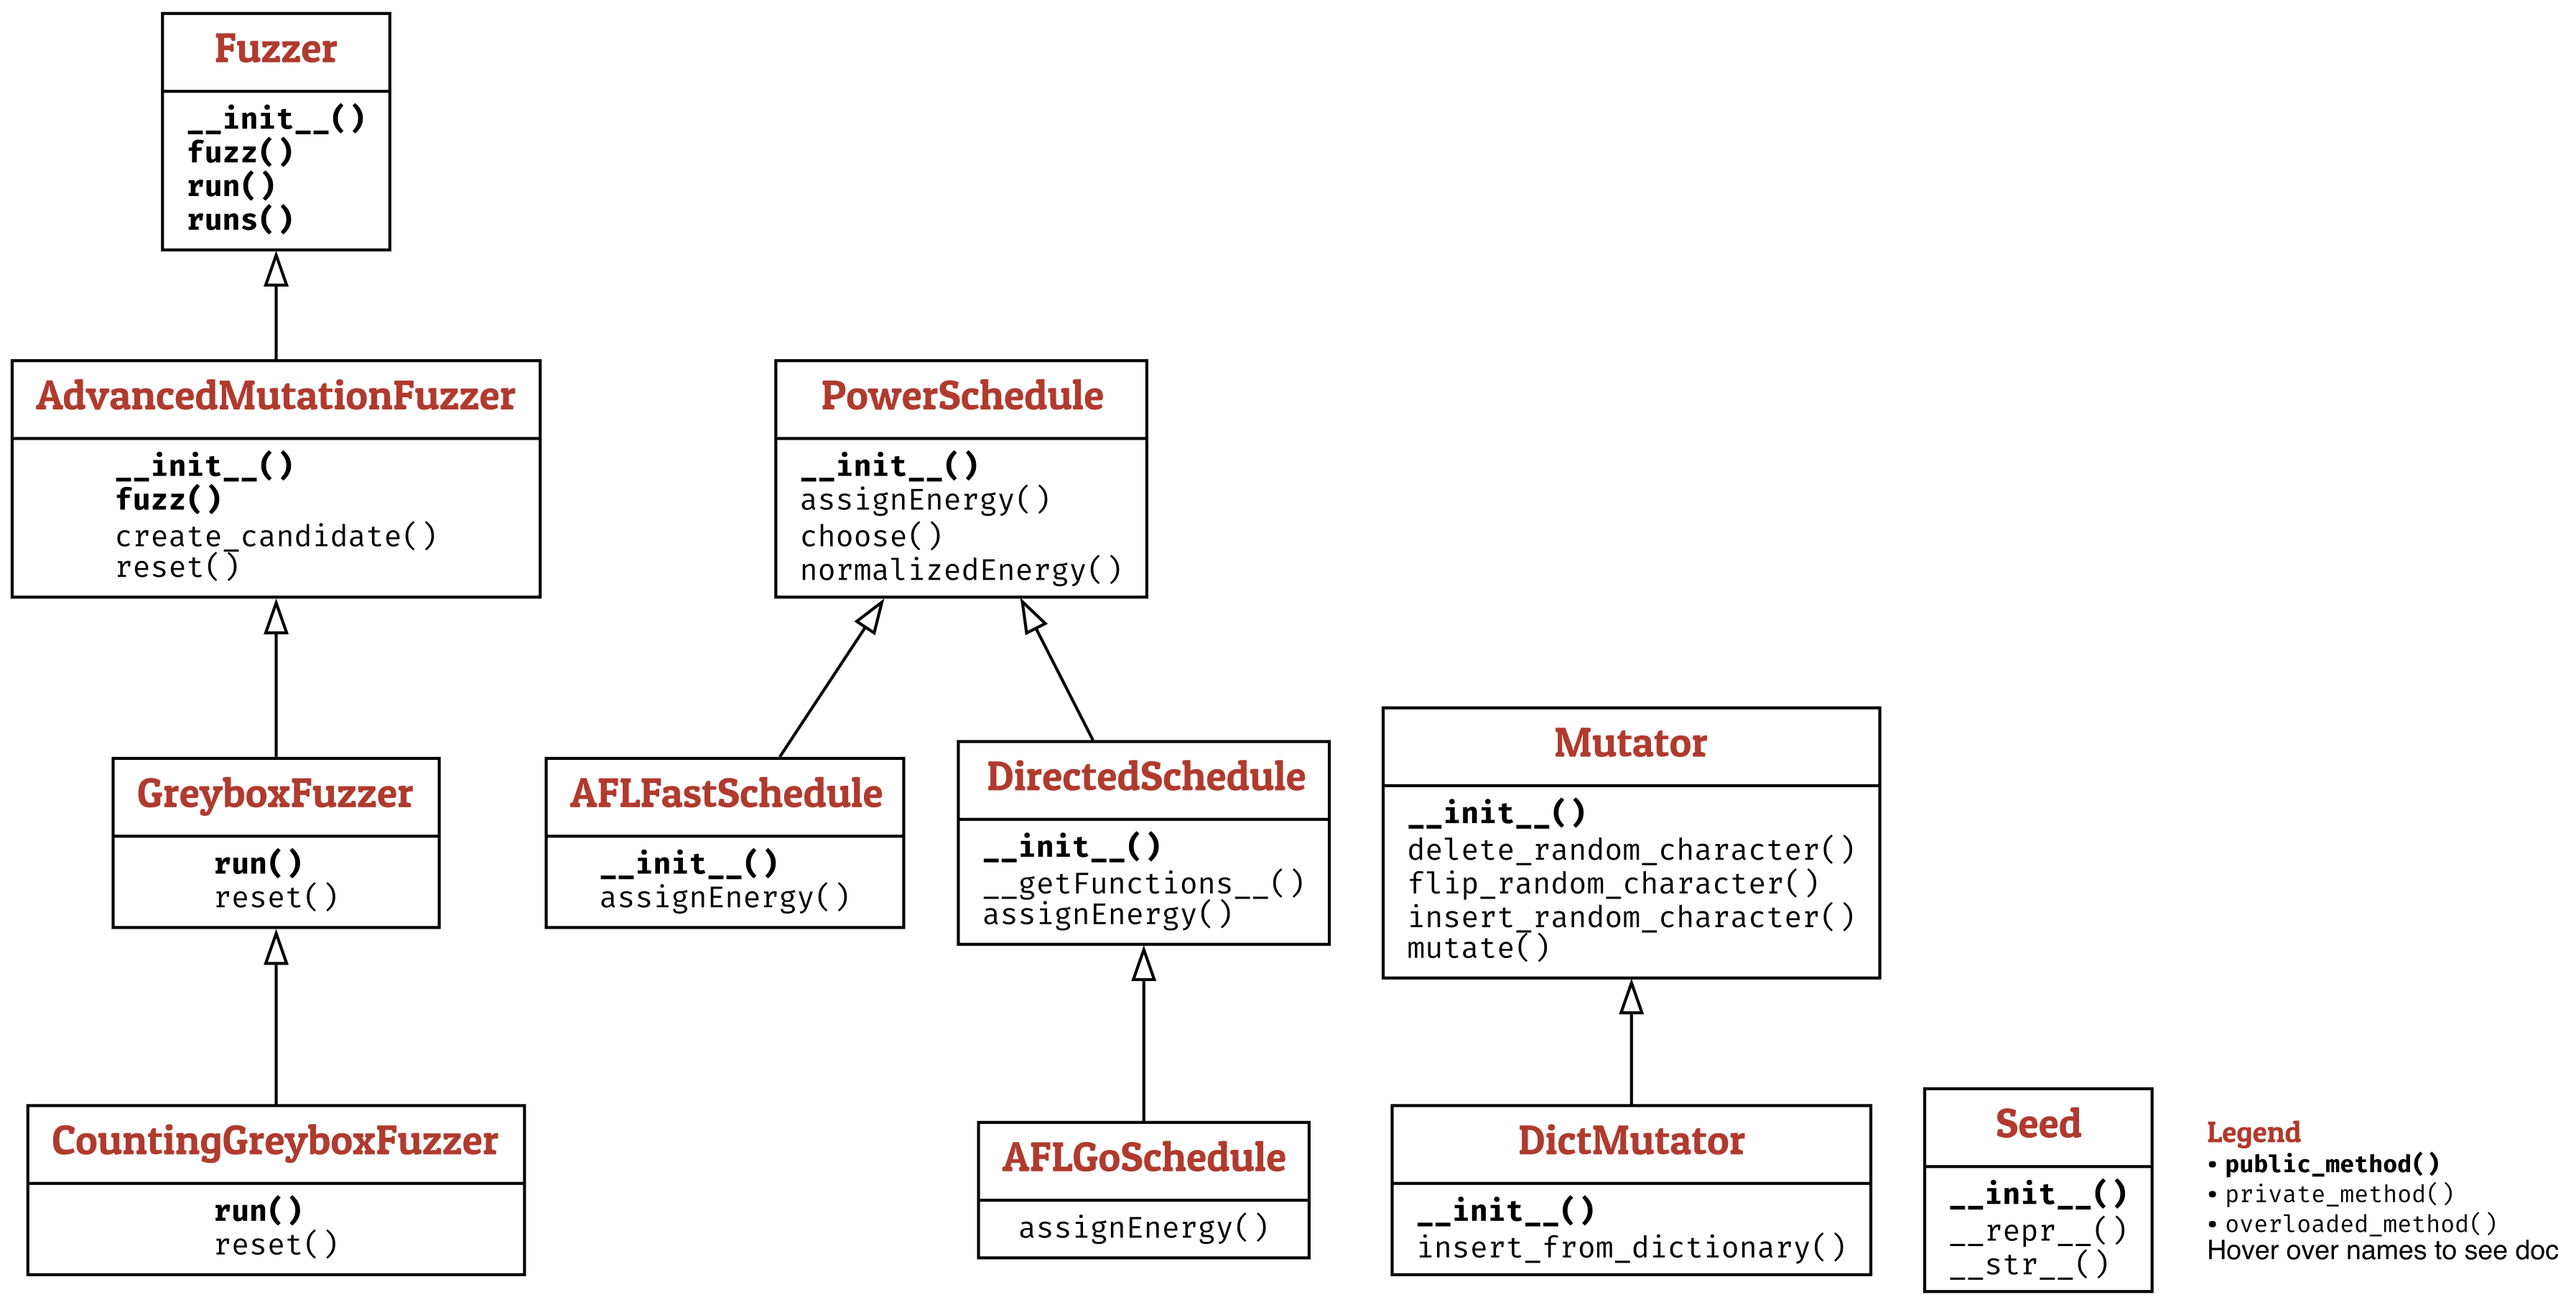 Fuzzer
__init__()
fuzz()
run()
runs()
AdvancedMutationFuzzer
__init__()
fuzz()
create_candidate()
reset()
PowerSchedule
__init__()
assignEnergy()
choose()
normalizedEnergy()
GreyboxFuzzer
run()
reset()
AFLFastSchedule
__init__()
assignEnergy()
DirectedSchedule
__init__()
__getFunctions__()
assignEnergy()
Mutator
__init__()
delete_random_character()
flip_random_character()
insert_random_character()
mutate()
CountingGreyboxFuzzer
run()
reset()
AFLGoSchedule
assignEnergy()
DictMutator
__init__()
insert_from_dictionary()
Seed
__init__()
__repr__()
__str__()
Legend
• public_method()
• private_method()
• overloaded_method()
Hover over names to see doc